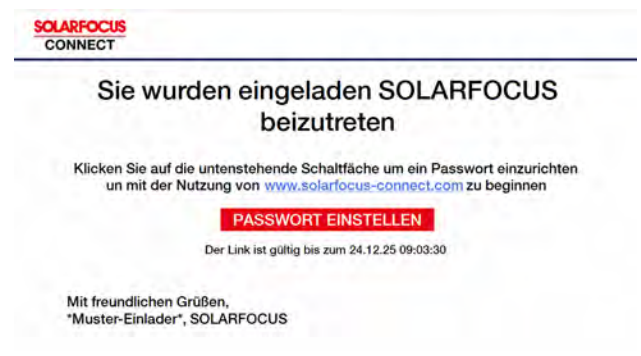 SOLARFOCUS
CONNECT
Sie wurden eingeladen SOLARFOCUS
beizutreten
Klicken Sie auf die untenstehende Schaltfäche um ein Passwort einzurichten
un mit der Nutzung von www.solarfocus-connect.com zu beginnen
PASSWORT EINSTELLEN
Der Link ist gültig bis zum 24.12.25 09:03:30
Mit freundlichen Grüßen,
*Muster-Einlader*, SOLARFOCUS